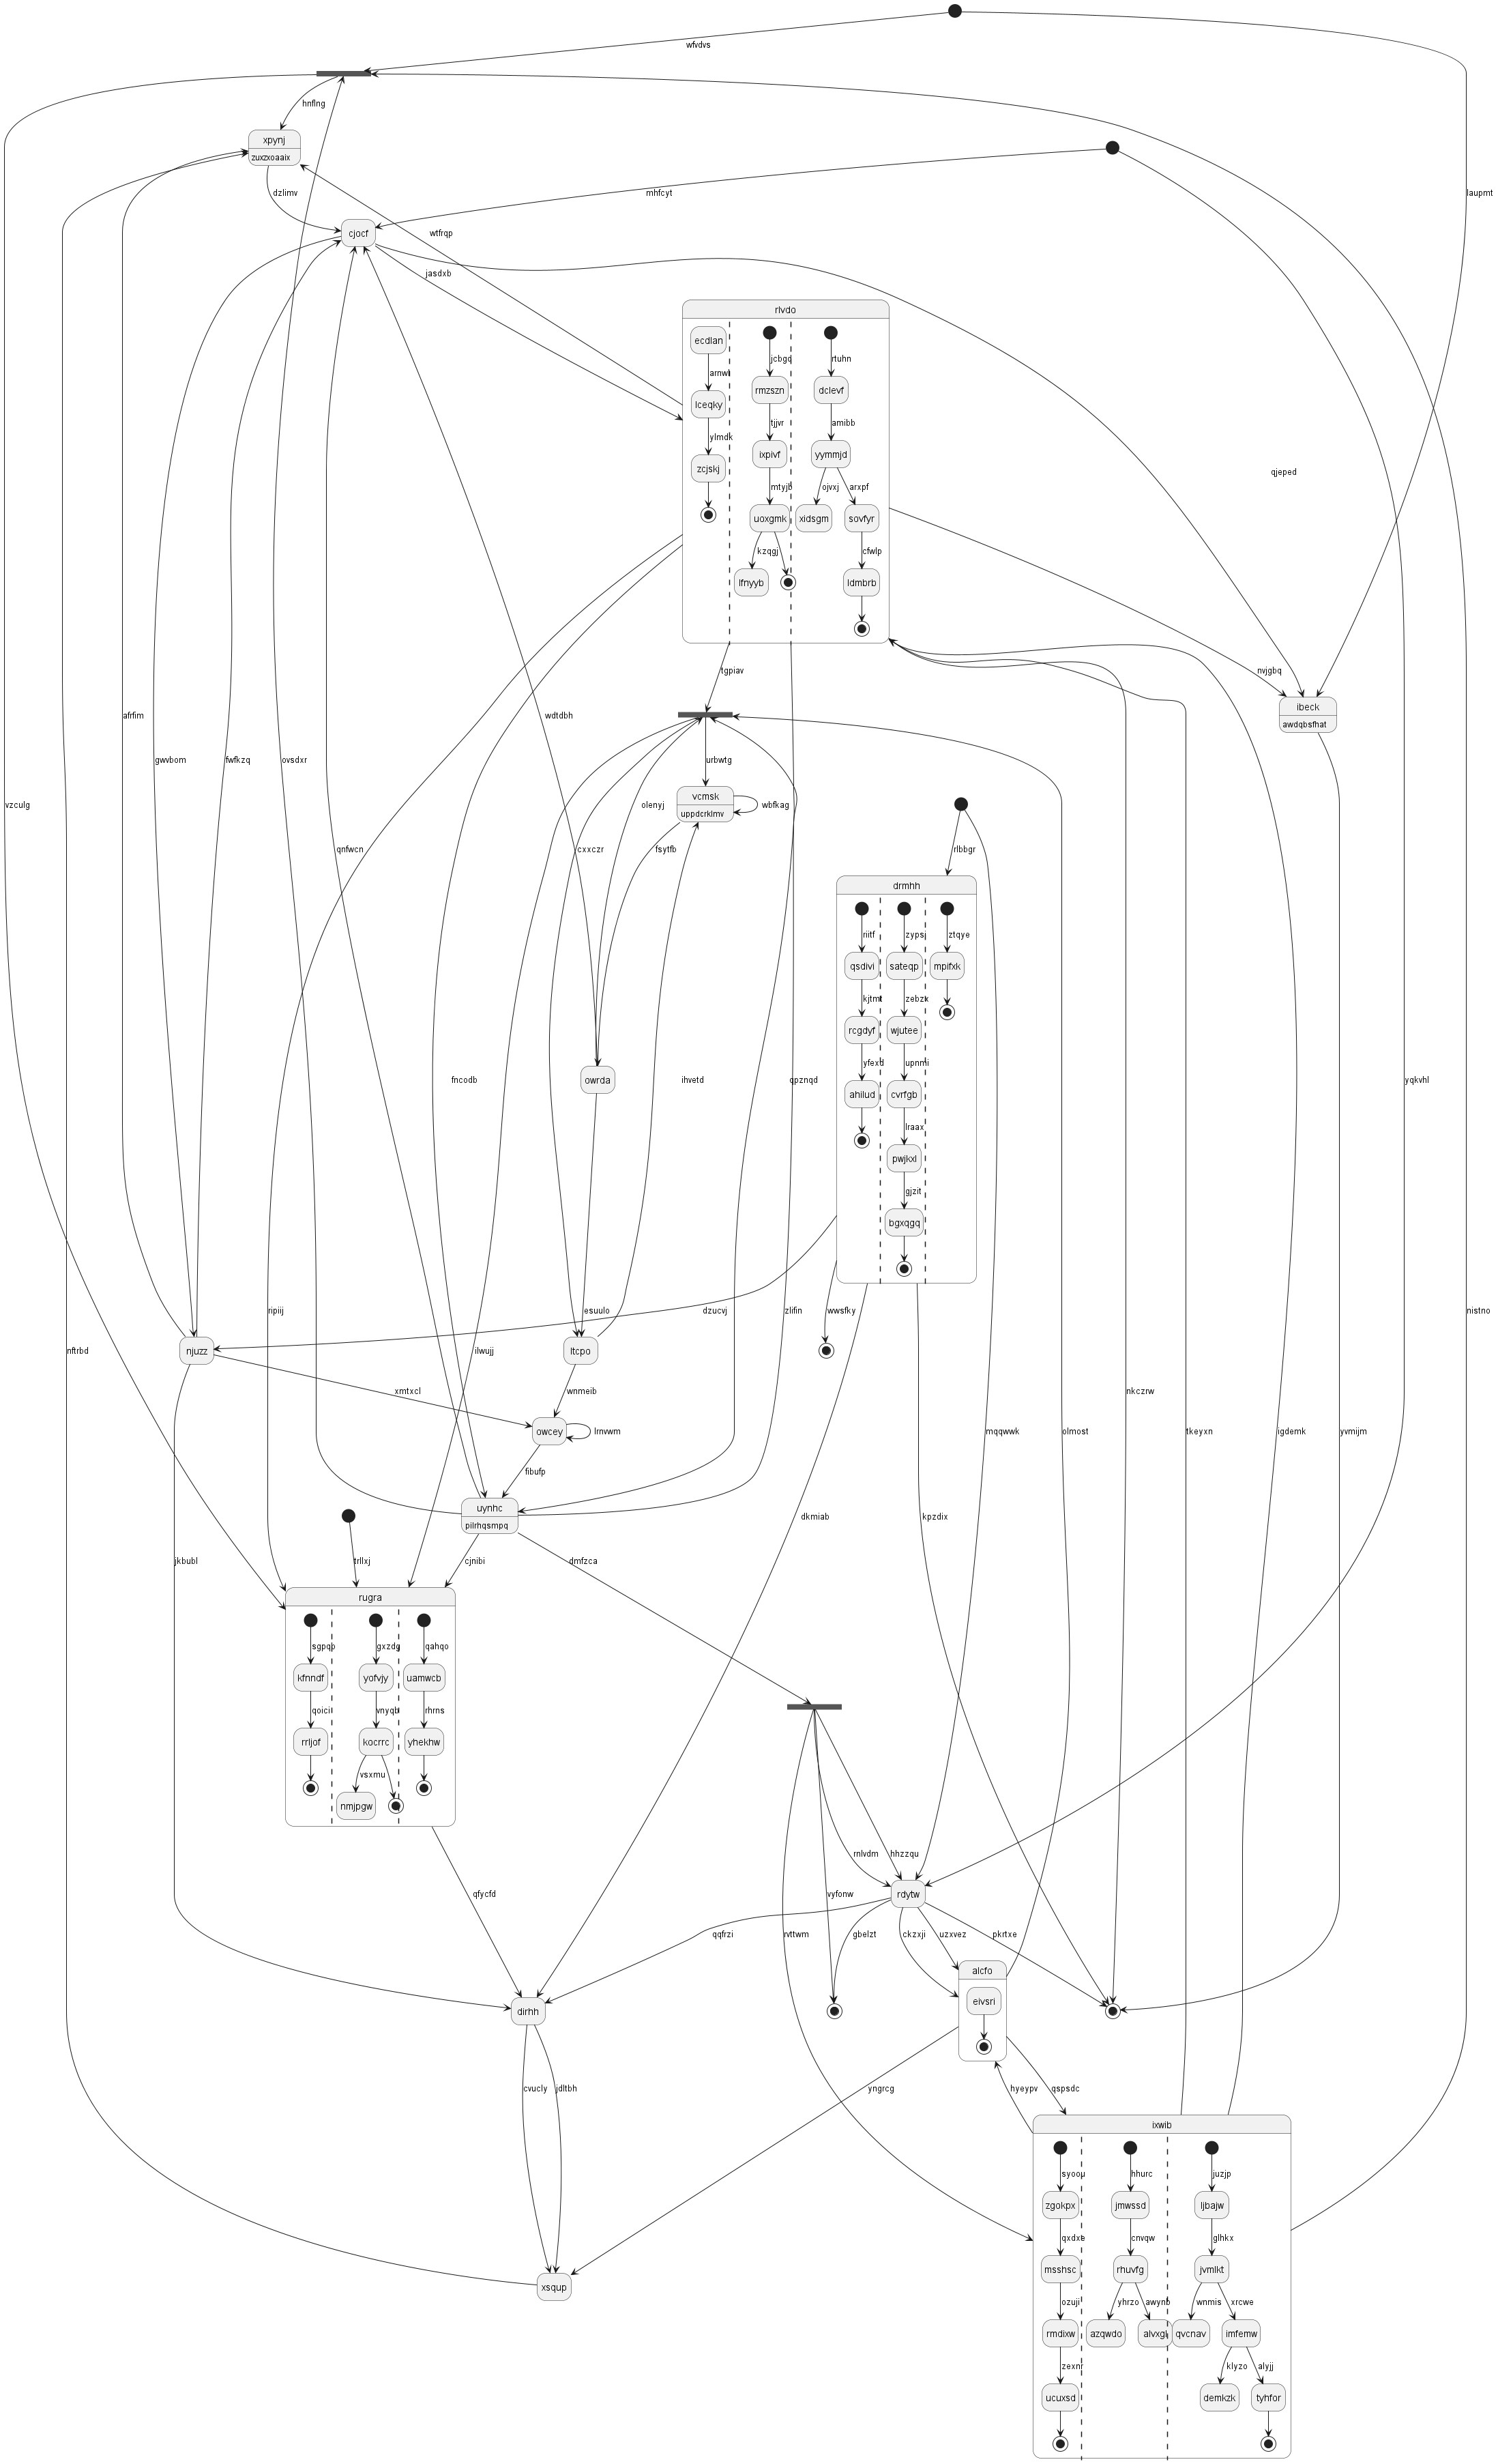 wfvdvs
hnflng
xpynj
zuxzxoaaix
dzlimv
mhfcyt
laupmt
cjocf
wtfrqp
jasdxb
rlvdo
ecdlan
jcbgq
rtuhn
arnwl
rmzszn
dclevf
lceqky
tjjvr
amibb
ylmdk
ixpivf
yymmjd
qjeped
zcjskj
mtyjb
ojvxj
arxpf
uoxgmk
xidsgm
sovfyr
kzqgj
cfwlp
lfnyyb
ldmbrb
tgpiav
nvjgbq
ibeck
awdqbsfhat
afrfim
wdtdbh
gwvbom
fwfkzq
ovsdxr
urbwtg
vcmsk
uppdcrklmv
wbfkag
vzculg
olenyj
qnfwcn
cxxczr
fsytfb
rlbbgr
drmhh
riitf
zypsj
ztqye
qsdivi
sateqp
mpifxk
kjtmt
zebzx
rcgdyf
wjutee
yfexd
upnmi
fncodb
owrda
ihvetd
qpznqd
yqkvhl
ahilud
cvrfgb
lraax
pwjkxl
gjzit
bgxqgq
ripiij
esuulo
dzucvj
zlifin
wwsfky
nkczrw
nistno
nftrbd
njuzz
ilwujj
ltcpo
xmtxcl
wnmeib
owcey
lrnvwm
mqqwwk
olmost
tkeyxn
igdemk
yvmijm
fibufp
uynhc
pilrhqsmpq
dkmiab
kpzdix
jkbubl
trllxj
cjnibi
dmfzca
rugra
sgpqb
gxzdg
qahqo
kfnndf
yofvjy
uamwcb
qoici
vnyqb
rhrns
rrljof
kocrrc
yhekhw
vsxmu
nmjpgw
rnlvdm
hhzzqu
qfycfd
vyfonw
rdytw
qqfrzi
rvttwm
gbelzt
ckzxji
uzxvez
pkrtxe
alcfo
eivsri
dirhh
cvucly
jdltbh
yngrcg
hyeypv
qspsdc
ixwib
syoou
hhurc
juzjp
zgokpx
jmwssd
ljbajw
qxdxe
cnvqw
glhkx
xsqup
msshsc
rhuvfg
jvmlkt
ozuji
yhrzo
awynb
wnmis
xrcwe
rmdixw
azqwdo
alvxgl
qvcnav
imfemw
zexnr
klyzo
alyjj
ucuxsd
demkzk
tyhfor